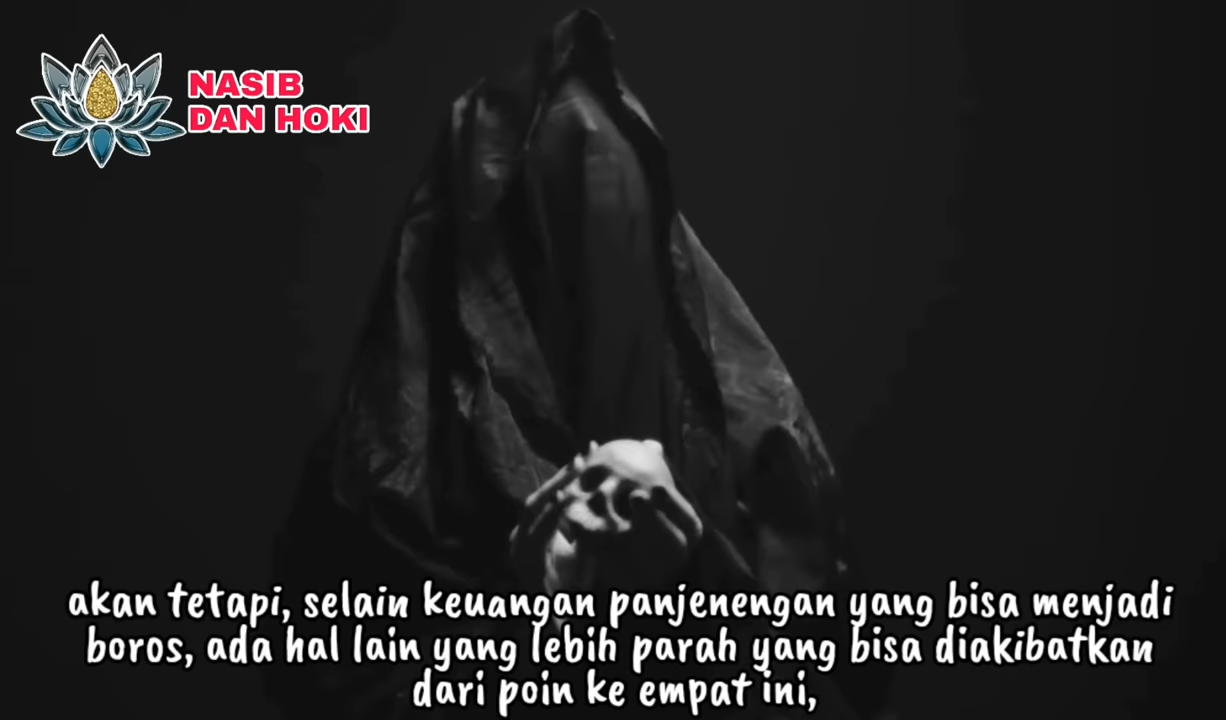 NASIB
DAN HOKI
akan tetapi, selain keuangan panjenengan yang bisa menjadi
boros, ada hal lain yang lebih parah yang bisa diakibatkan
dari poin ke empat ini,